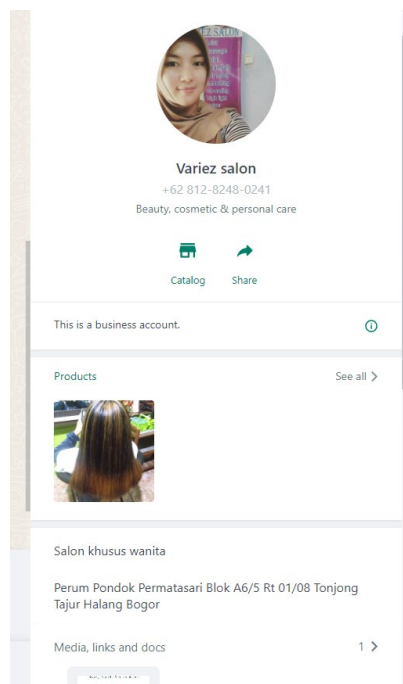 Variez salon
+62 812-8248-0241
Beauty, cosmetic & personal care
Catalog Share
This is a business account.
Products See all
Salon khusus wanita
Perum Pondok Permatasari Blok A6/5 Rt 01/08 Tonjong
Tajur Halang Bogor
Media, links and docs 1